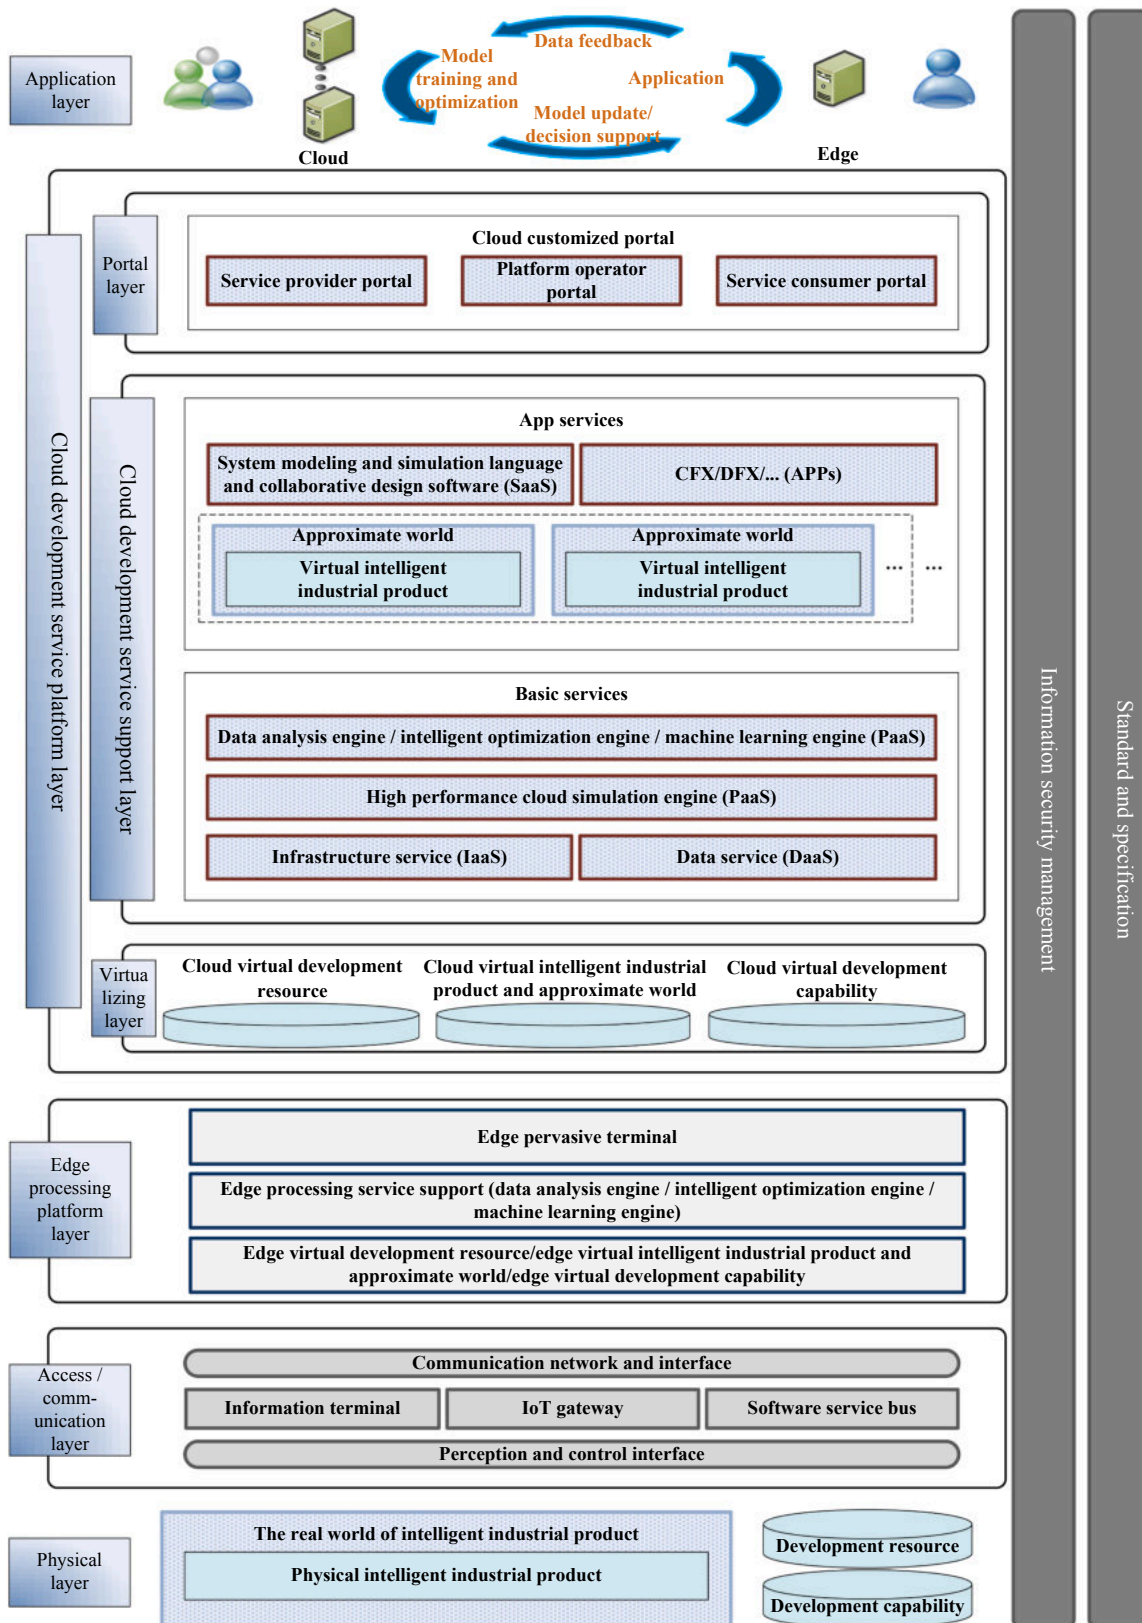 Application
layer
Data feedback
Model
training and
optimization
Application
Model update/
decision support
Cloud
Edge
Cloud development service platform layer
Portal
layer
Cloud customized portal
Service provider portal
Platform operator
portal
Service consumer portal
Cloud development service support layer
App services
System modeling and simulation language
and collaborative design software (SaaS)
CFX/DFX/... (APPs)
Approximate world
Virtual intelligent
industrial product
Approximate world
Virtual intelligent
industrial product
... ...
Basic services
Data analysis engine / intelligent optimization engine / machine learning engine (PaaS)
High performance cloud simulation engine (PaaS)
Infrastructure service (IaaS)
Data service (DaaS)
Virtua
lizing
layer
Cloud virtual development
resource
Cloud virtual intelligent industrial
product and approximate world
Cloud virtual development
capability
Edge
processing
platform
layer
Edge pervasive terminal
Edge processing service support (data analysis engine / intelligent optimization engine /
machine learning engine)
Edge virtual development resource/edge virtual intelligent industrial product and
approximate world/edge virtual development capability
Access /
comm-
unication
layer
Communication network and interface
Information terminal
IoT gateway
Software service bus
Perception and control interface
Physical
layer
The real world of intelligent industrial product
Physical intelligent industrial product
Development resource
Development capability
Information security management
Standard and specification